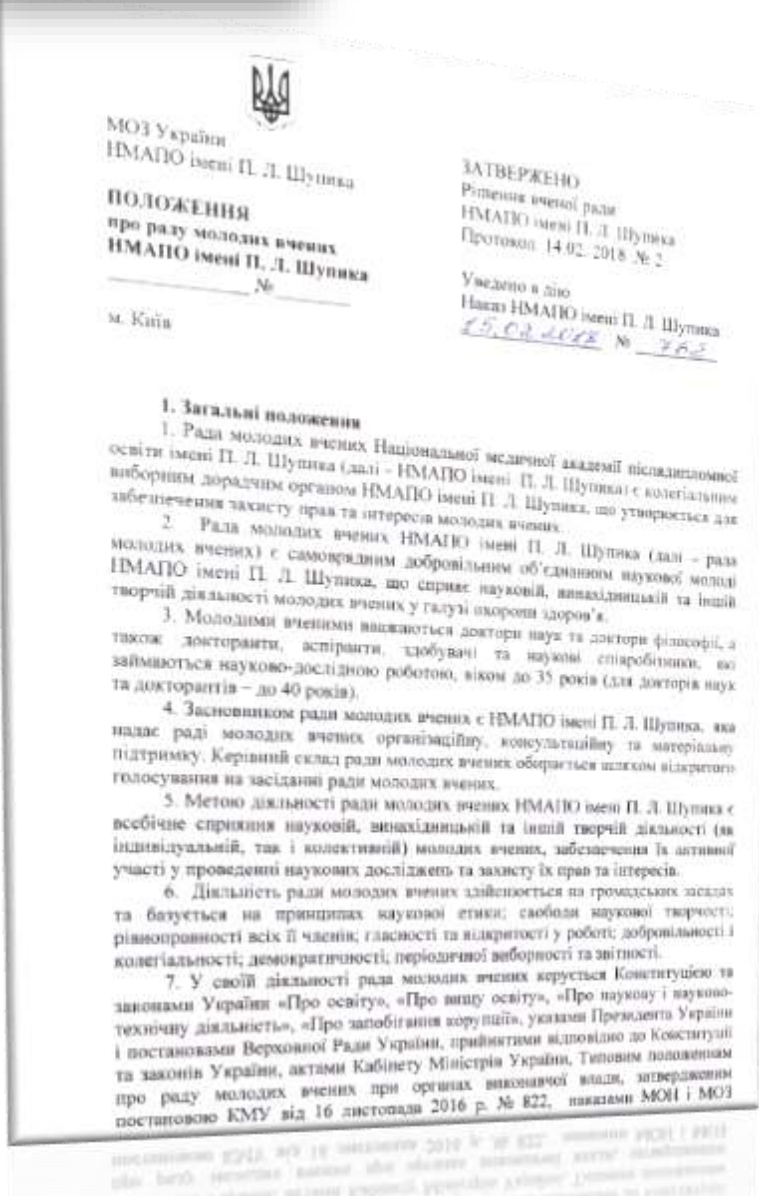 МОЗ України
НМАПО імені П. Л. Шупика
ПОЛОЖЕННЯ
про раду молодих вчених
НМАПО імені П. Л. Шупика
№
м. Київ
ЗАТВЕРЖЕНО
Рішення вченої ради
НМАПО імені П. Л. Шупика
Протокол 14.02. 2018 № 2
Уведено в дію
Наказ НМАПО імені П. Л. Шупика
15.02.2018 №
1. Загальні положення
1. Рада молодих вчених Національної медичної академії післядипломної
освіти імені П. Л. Шупика (далі - НМАПО імені П. Л. Шупика) є колегіальним
виборним дорадчим органом НМАПО імені П. Л. Шупика, що утворюється для
забезпечення захисту прав та інтересів молодих вчених.
2. Рада молодих вчених НМАПО імені П. Л. Шупика (далі - рада
молодих вчених) є самоврядним добровільним об'єднанням наукової молоді
НМАПО імені П. Л. Шупика, що сприяє науковій, винахідницькій та іншій
творчій діяльності молодих вчених у галузі охорони здоров'я.
3. Молодими вченими вважаються доктори наук та доктори філософії, а
також докторанти, аспіранти, здобувачі та наукові співробітники, які
займаються науково-дослідною роботою, віком до 35 років (для докторів наук
та докторантів – до 40 років).
4. Засновником ради молодих вчених є НМАПО імені П. Л. Шупика, яка
надає раді молодих вчених організаційну, консультаційну та матеріальну
підтримку. Керівний склад ради молодих вчених обирається шляхом відкритого
голосування на засіданні ради молодих вчених.
5. Метою діяльності ради молодих вчених НМАПО імені П. Л. Шупика є
всебічне сприяння науковій, винахідницькій та іншій творчій діяльності (як
індивідуальній, так і колективній) молодих вчених, забезпечення їх активної
участі у проведенні наукових досліджень та захисту їх прав та інтересів.
6. Діяльність ради молодих вчених здійснюється на громадських засадах
та базується на принципах наукової етики; свободи наукової творчості;
рівноправності всіх її членів; гласності та відкритості у роботі; добровільності і
колегіальності; демократичності; періодичної виборності та звітності.
7. У своїй діяльності рада молодих вчених керується Конституцією та
законами України «Про освіту», «Про вищу освіту», «Про наукову і науково-
технічну діяльність», «Про запобігання корупції», указами Президента України
і постановами Верховної Ради України, прийнятими відповідно до Конституції
та законів України, актами Кабінету Міністрів України, Типовим положенням
про раду молодих вчених при органах виконавчої влади, затвердженим
постановою КМУ від 16 листопада 2016 р. № 822, наказами МОН і МОЗ